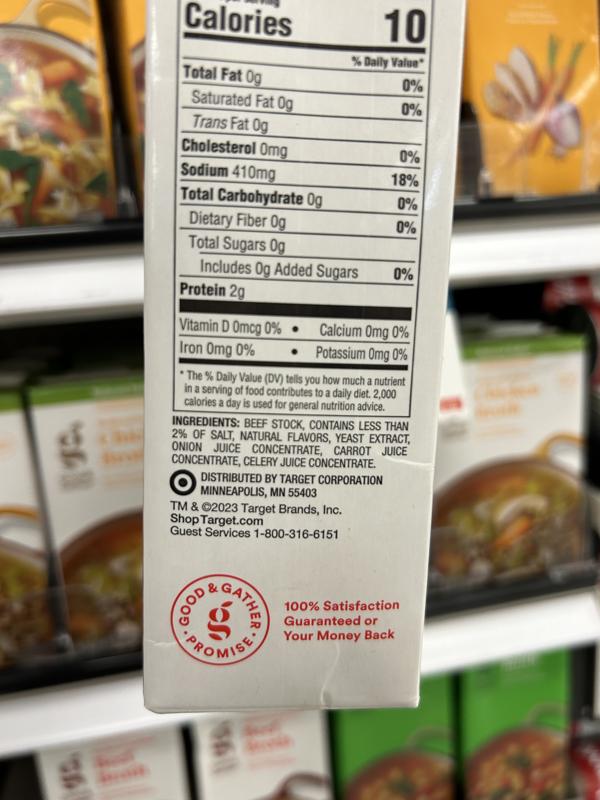 Calories 10
% Daily Value*
Total Fat 0g 0%
Saturated Fat 0g 0%
Trans Fat 0g
Cholesterol 0mg 0%
Sodium 410mg 18%
Total Carbohydrate 0g 0%
Dietary Fiber 0g 0%
Total Sugars 0g
Includes 0g Added Sugars 0%
Protein 2g
Vitamin D 0mcg 0% • Calcium 0mg 0%
Iron 0mg 0% • Potassium 0mg 0%
* The % Daily Value (DV) tells you how much a nutrient
in a serving of food contributes to a daily diet. 2,000
calories a day is used for general nutrition advice.
INGREDIENTS: BEEF STOCK, CONTAINS LESS THAN
2% OF SALT, NATURAL FLAVORS, YEAST EXTRACT,
ONION JUICE CONCENTRATE, CARROT JUICE
CONCENTRATE, CELERY JUICE CONCENTRATE.
DISTRIBUTED BY TARGET CORPORATION
MINNEAPOLIS, MN 55403
TM & ©2023 Target Brands, Inc.
ShopTarget.com
Guest Services 1-800-316-6151
GOOD & GATHER
g
• PROMISE •
100% Satisfaction
Guaranteed or
Your Money Back